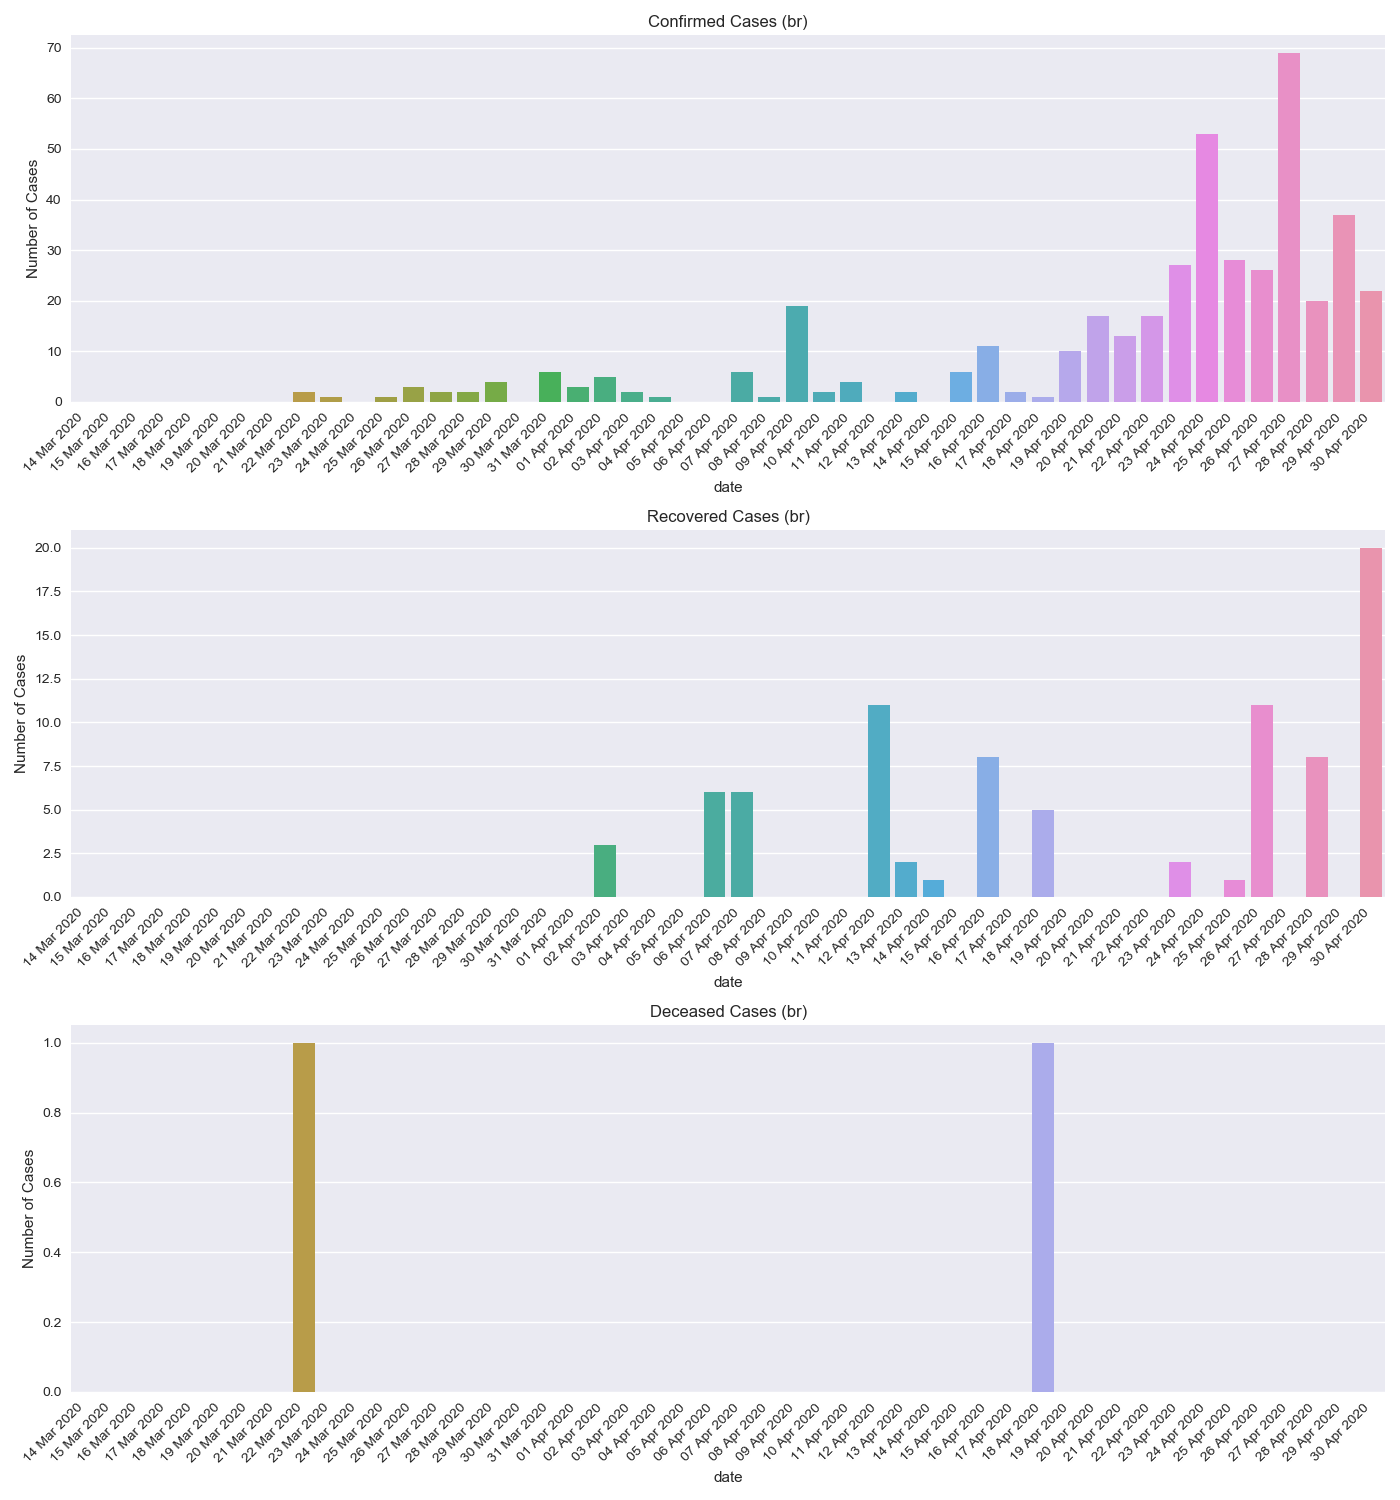 Confirmed Cases (br)
70
60
50
40
30
20
10
0
Number of Cases
14 Mar 2020
15 Mar 2020
16 Mar 2020
17 Mar 2020
18 Mar 2020
19 Mar 2020
20 Mar 2020
21 Mar 2020
22 Mar 2020
23 Mar 2020
24 Mar 2020
25 Mar 2020
26 Mar 2020
27 Mar 2020
28 Mar 2020
29 Mar 2020
30 Mar 2020
31 Mar 2020
01 Apr 2020
02 Apr 2020
03 Apr 2020
04 Apr 2020
05 Apr 2020
06 Apr 2020
07 Apr 2020
08 Apr 2020
09 Apr 2020
10 Apr 2020
11 Apr 2020
12 Apr 2020
13 Apr 2020
14 Apr 2020
15 Apr 2020
16 Apr 2020
17 Apr 2020
18 Apr 2020
19 Apr 2020
20 Apr 2020
21 Apr 2020
22 Apr 2020
23 Apr 2020
24 Apr 2020
25 Apr 2020
26 Apr 2020
27 Apr 2020
28 Apr 2020
29 Apr 2020
30 Apr 2020
date
Recovered Cases (br)
20.0
17.5
15.0
12.5
10.0
7.5
5.0
2.5
0.0
Number of Cases
14 Mar 2020
15 Mar 2020
16 Mar 2020
17 Mar 2020
18 Mar 2020
19 Mar 2020
20 Mar 2020
21 Mar 2020
22 Mar 2020
23 Mar 2020
24 Mar 2020
25 Mar 2020
26 Mar 2020
27 Mar 2020
28 Mar 2020
29 Mar 2020
30 Mar 2020
31 Mar 2020
01 Apr 2020
02 Apr 2020
03 Apr 2020
04 Apr 2020
05 Apr 2020
06 Apr 2020
07 Apr 2020
08 Apr 2020
09 Apr 2020
10 Apr 2020
11 Apr 2020
12 Apr 2020
13 Apr 2020
14 Apr 2020
15 Apr 2020
16 Apr 2020
17 Apr 2020
18 Apr 2020
19 Apr 2020
20 Apr 2020
21 Apr 2020
22 Apr 2020
23 Apr 2020
24 Apr 2020
25 Apr 2020
26 Apr 2020
27 Apr 2020
28 Apr 2020
29 Apr 2020
30 Apr 2020
date
Deceased Cases (br)
1.0
0.8
0.6
0.4
0.2
0.0
Number of Cases
14 Mar 2020
15 Mar 2020
16 Mar 2020
17 Mar 2020
18 Mar 2020
19 Mar 2020
20 Mar 2020
21 Mar 2020
22 Mar 2020
23 Mar 2020
24 Mar 2020
25 Mar 2020
26 Mar 2020
27 Mar 2020
28 Mar 2020
29 Mar 2020
30 Mar 2020
31 Mar 2020
01 Apr 2020
02 Apr 2020
03 Apr 2020
04 Apr 2020
05 Apr 2020
06 Apr 2020
07 Apr 2020
08 Apr 2020
09 Apr 2020
10 Apr 2020
11 Apr 2020
12 Apr 2020
13 Apr 2020
14 Apr 2020
15 Apr 2020
16 Apr 2020
17 Apr 2020
18 Apr 2020
19 Apr 2020
20 Apr 2020
21 Apr 2020
22 Apr 2020
23 Apr 2020
24 Apr 2020
25 Apr 2020
26 Apr 2020
27 Apr 2020
28 Apr 2020
29 Apr 2020
30 Apr 2020
date